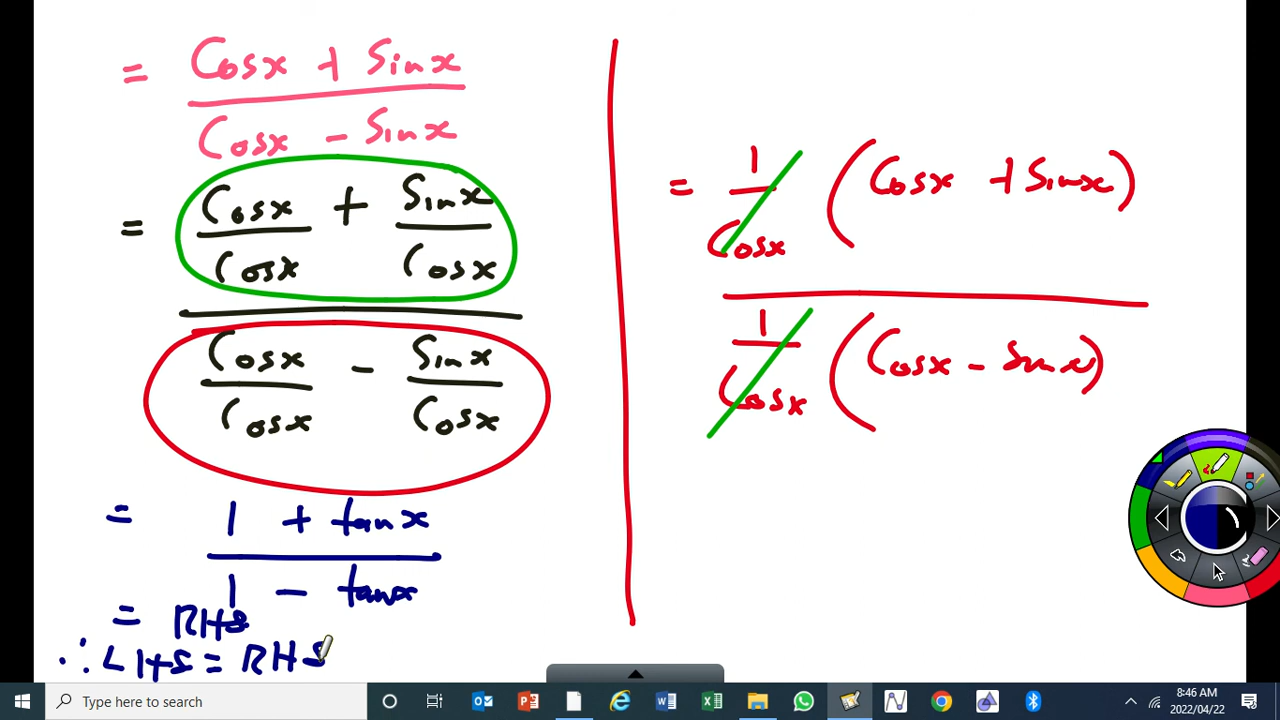 = Cosx + Sinx
Cosx - Sinx
= Cosx + Sinx
Cosx Cosx
Cosx - Sinx
Cosx Cosx
= 1 + tanx
1 - tanx
= RHS
∴ LHS = RHS
= 1 (Cosx + Sinx)
Cosx
1 (Cosx - Sinx)
Cosx
Type here to search
8:46 AM
2022/04/22